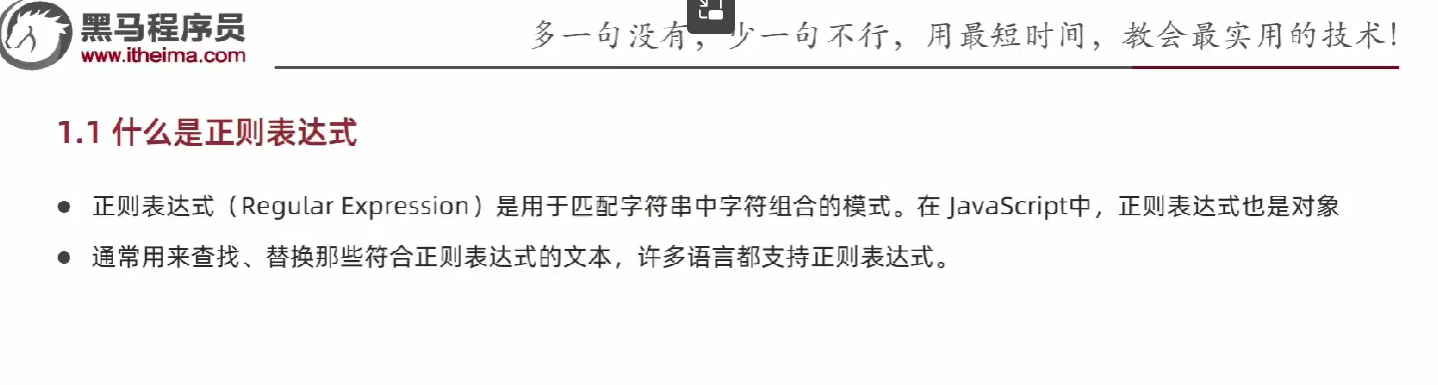 黑马程序员
www.itheima.com
多一句没有，少一句不行，用最短时间，教会最实用的技术！
1.1 什么是正则表达式
● 正则表达式（Regular Expression）是用于匹配字符串中字符组合的模式。在 JavaScript中，正则表达式也是对象
● 通常用来查找、替换那些符合正则表达式的文本，许多语言都支持正则表达式。